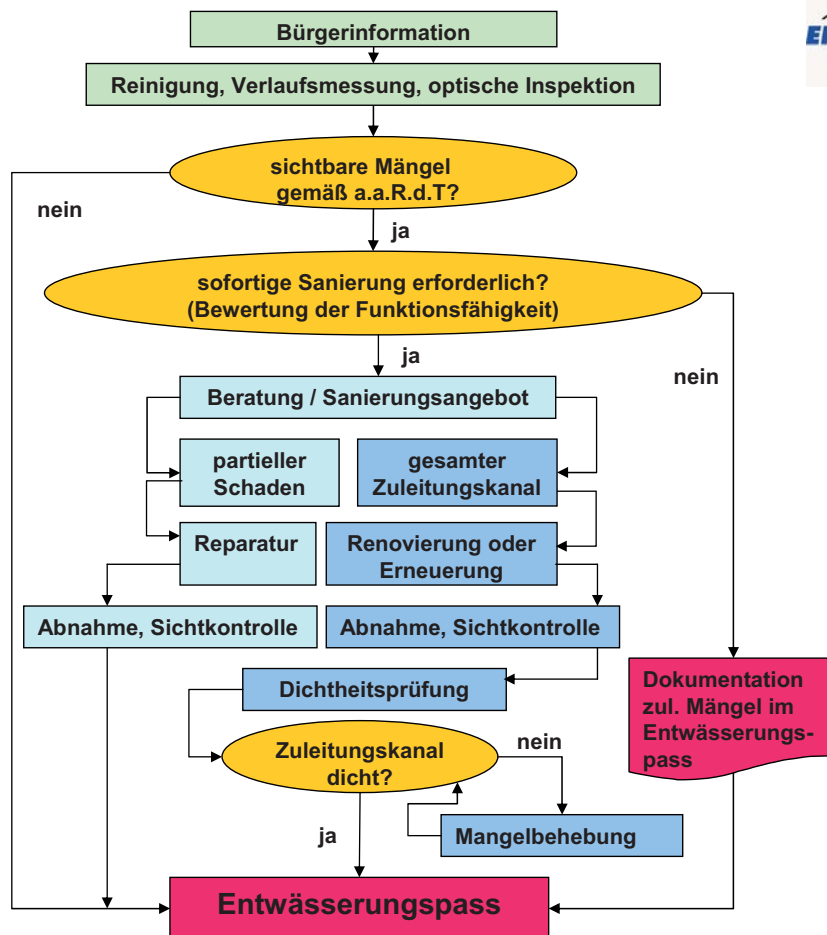 Bürgerinformation
Reinigung, Verlaufsmessung, optische Inspektion
sichtbare Mängel
gemäß a.a.R.d.T?
nein
ja
sofortige Sanierung erforderlich?
(Bewertung der Funktionsfähigkeit)
ja
nein
Beratung / Sanierungsangebot
partieller
Schaden
gesamter
Zuleitungskanal
Reparatur
Renovierung oder
Erneuerung
Abnahme, Sichtkontrolle
Abnahme, Sichtkontrolle
Dichtheitsprüfung
Dokumentation
zul. Mängel im
Entwässerungs-
pass
Zuleitungskanal
dicht?
nein
ja
Mangelbehebung
Entwässerungspass